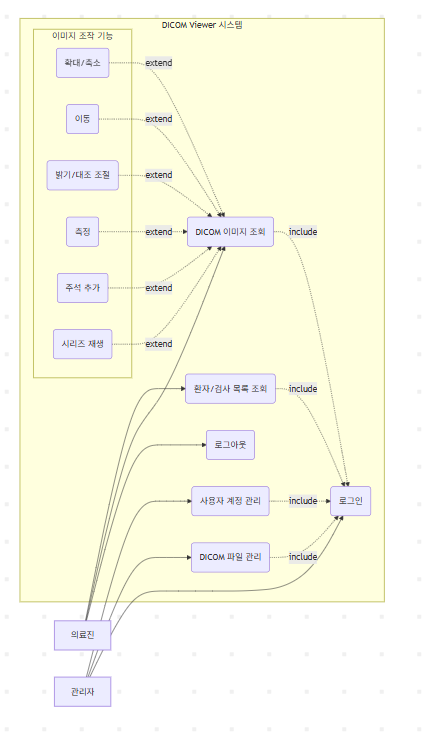 DICOM Viewer 시스템
이미지 조작 기능
확대/축소
extend
이동
extend
밝기/대조 조절
extend
측정
extend
DICOM 이미지 조회
include
주석 추가
extend
시리즈 재생
extend
환자/검사 목록 조회
include
로그아웃
사용자 계정 관리
include
로그인
DICOM 파일 관리
include
의료진
관리자